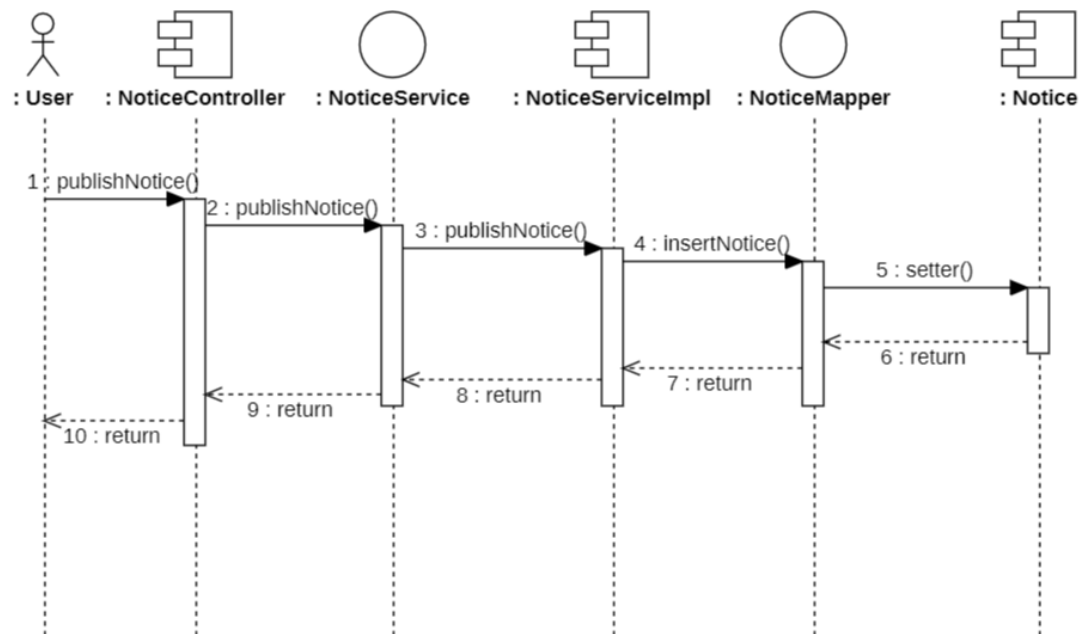 : User
: NoticeController
: NoticeService
: NoticeServiceImpl
: NoticeMapper
: Notice
1 : publishNotice()
2 : publishNotice()
3 : publishNotice()
4 : insertNotice()
5 : setter()
6 : return
7 : return
8 : return
9 : return
10 : return